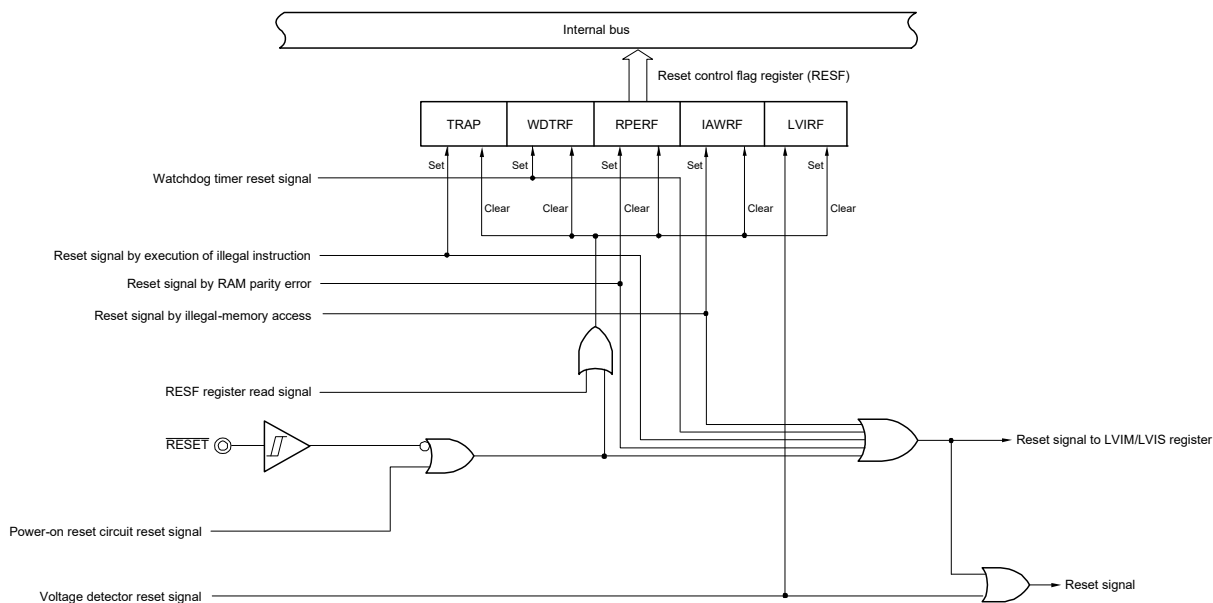 Internal bus
Reset control flag register (RESF)
TRAP WDTRF RPERF IAWRF LVIRF
Set Set Set Set Set
Watchdog timer reset signal
Clear Clear Clear Clear Clear
Reset signal by execution of illegal instruction
Reset signal by RAM parity error
Reset signal by illegal-memory access
RESF register read signal
RESET
Reset signal to LVIM/LVIS register
Power-on reset circuit reset signal
Reset signal
Voltage detector reset signal